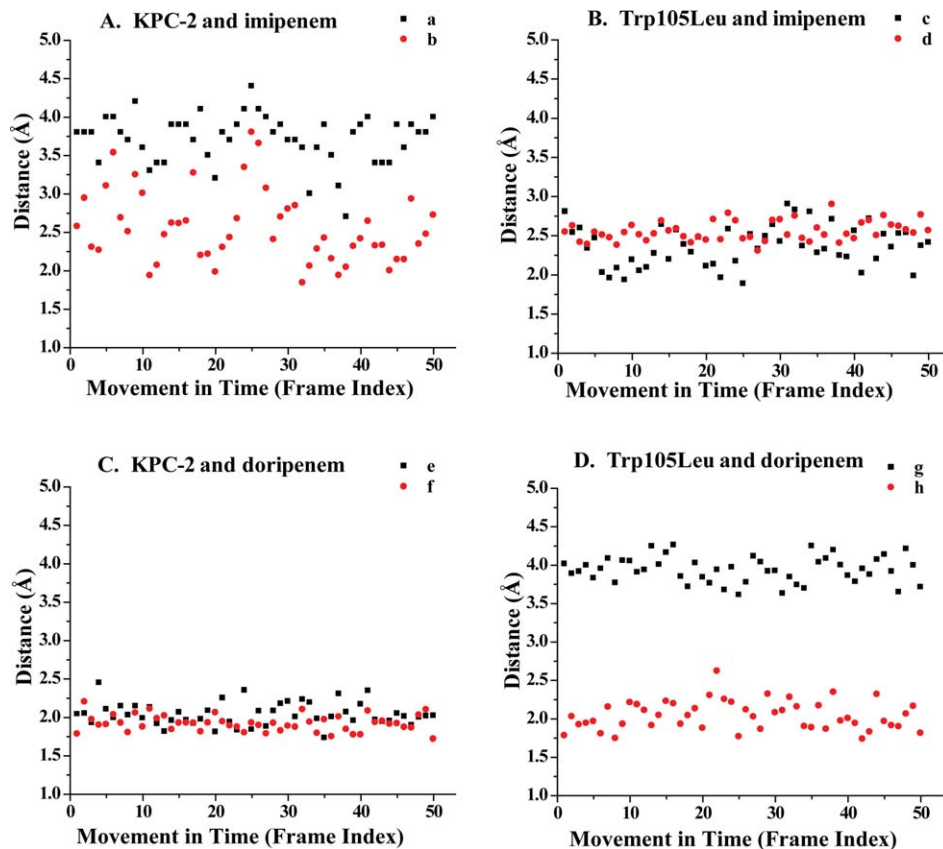 A. KPC-2 and imipenem
a
b
5.0
4.5
4.0
3.5
3.0
2.5
2.0
1.5
1.0
Distance (Å)
0 10 20 30 40 50
Movement in Time (Frame Index)
B. Trp105Leu and imipenem
c
d
5.0
4.5
4.0
3.5
3.0
2.5
2.0
1.5
1.0
Distance (Å)
0 10 20 30 40 50
Movement in Time (Frame Index)
C. KPC-2 and doripenem
e
f
5.0
4.5
4.0
3.5
3.0
2.5
2.0
1.5
1.0
Distance (Å)
0 10 20 30 40 50
Movement in Time (Frame Index)
D. Trp105Leu and doripenem
g
h
5.0
4.5
4.0
3.5
3.0
2.5
2.0
1.5
1.0
Distance (Å)
0 10 20 30 40 50
Movement in Time (Frame Index)